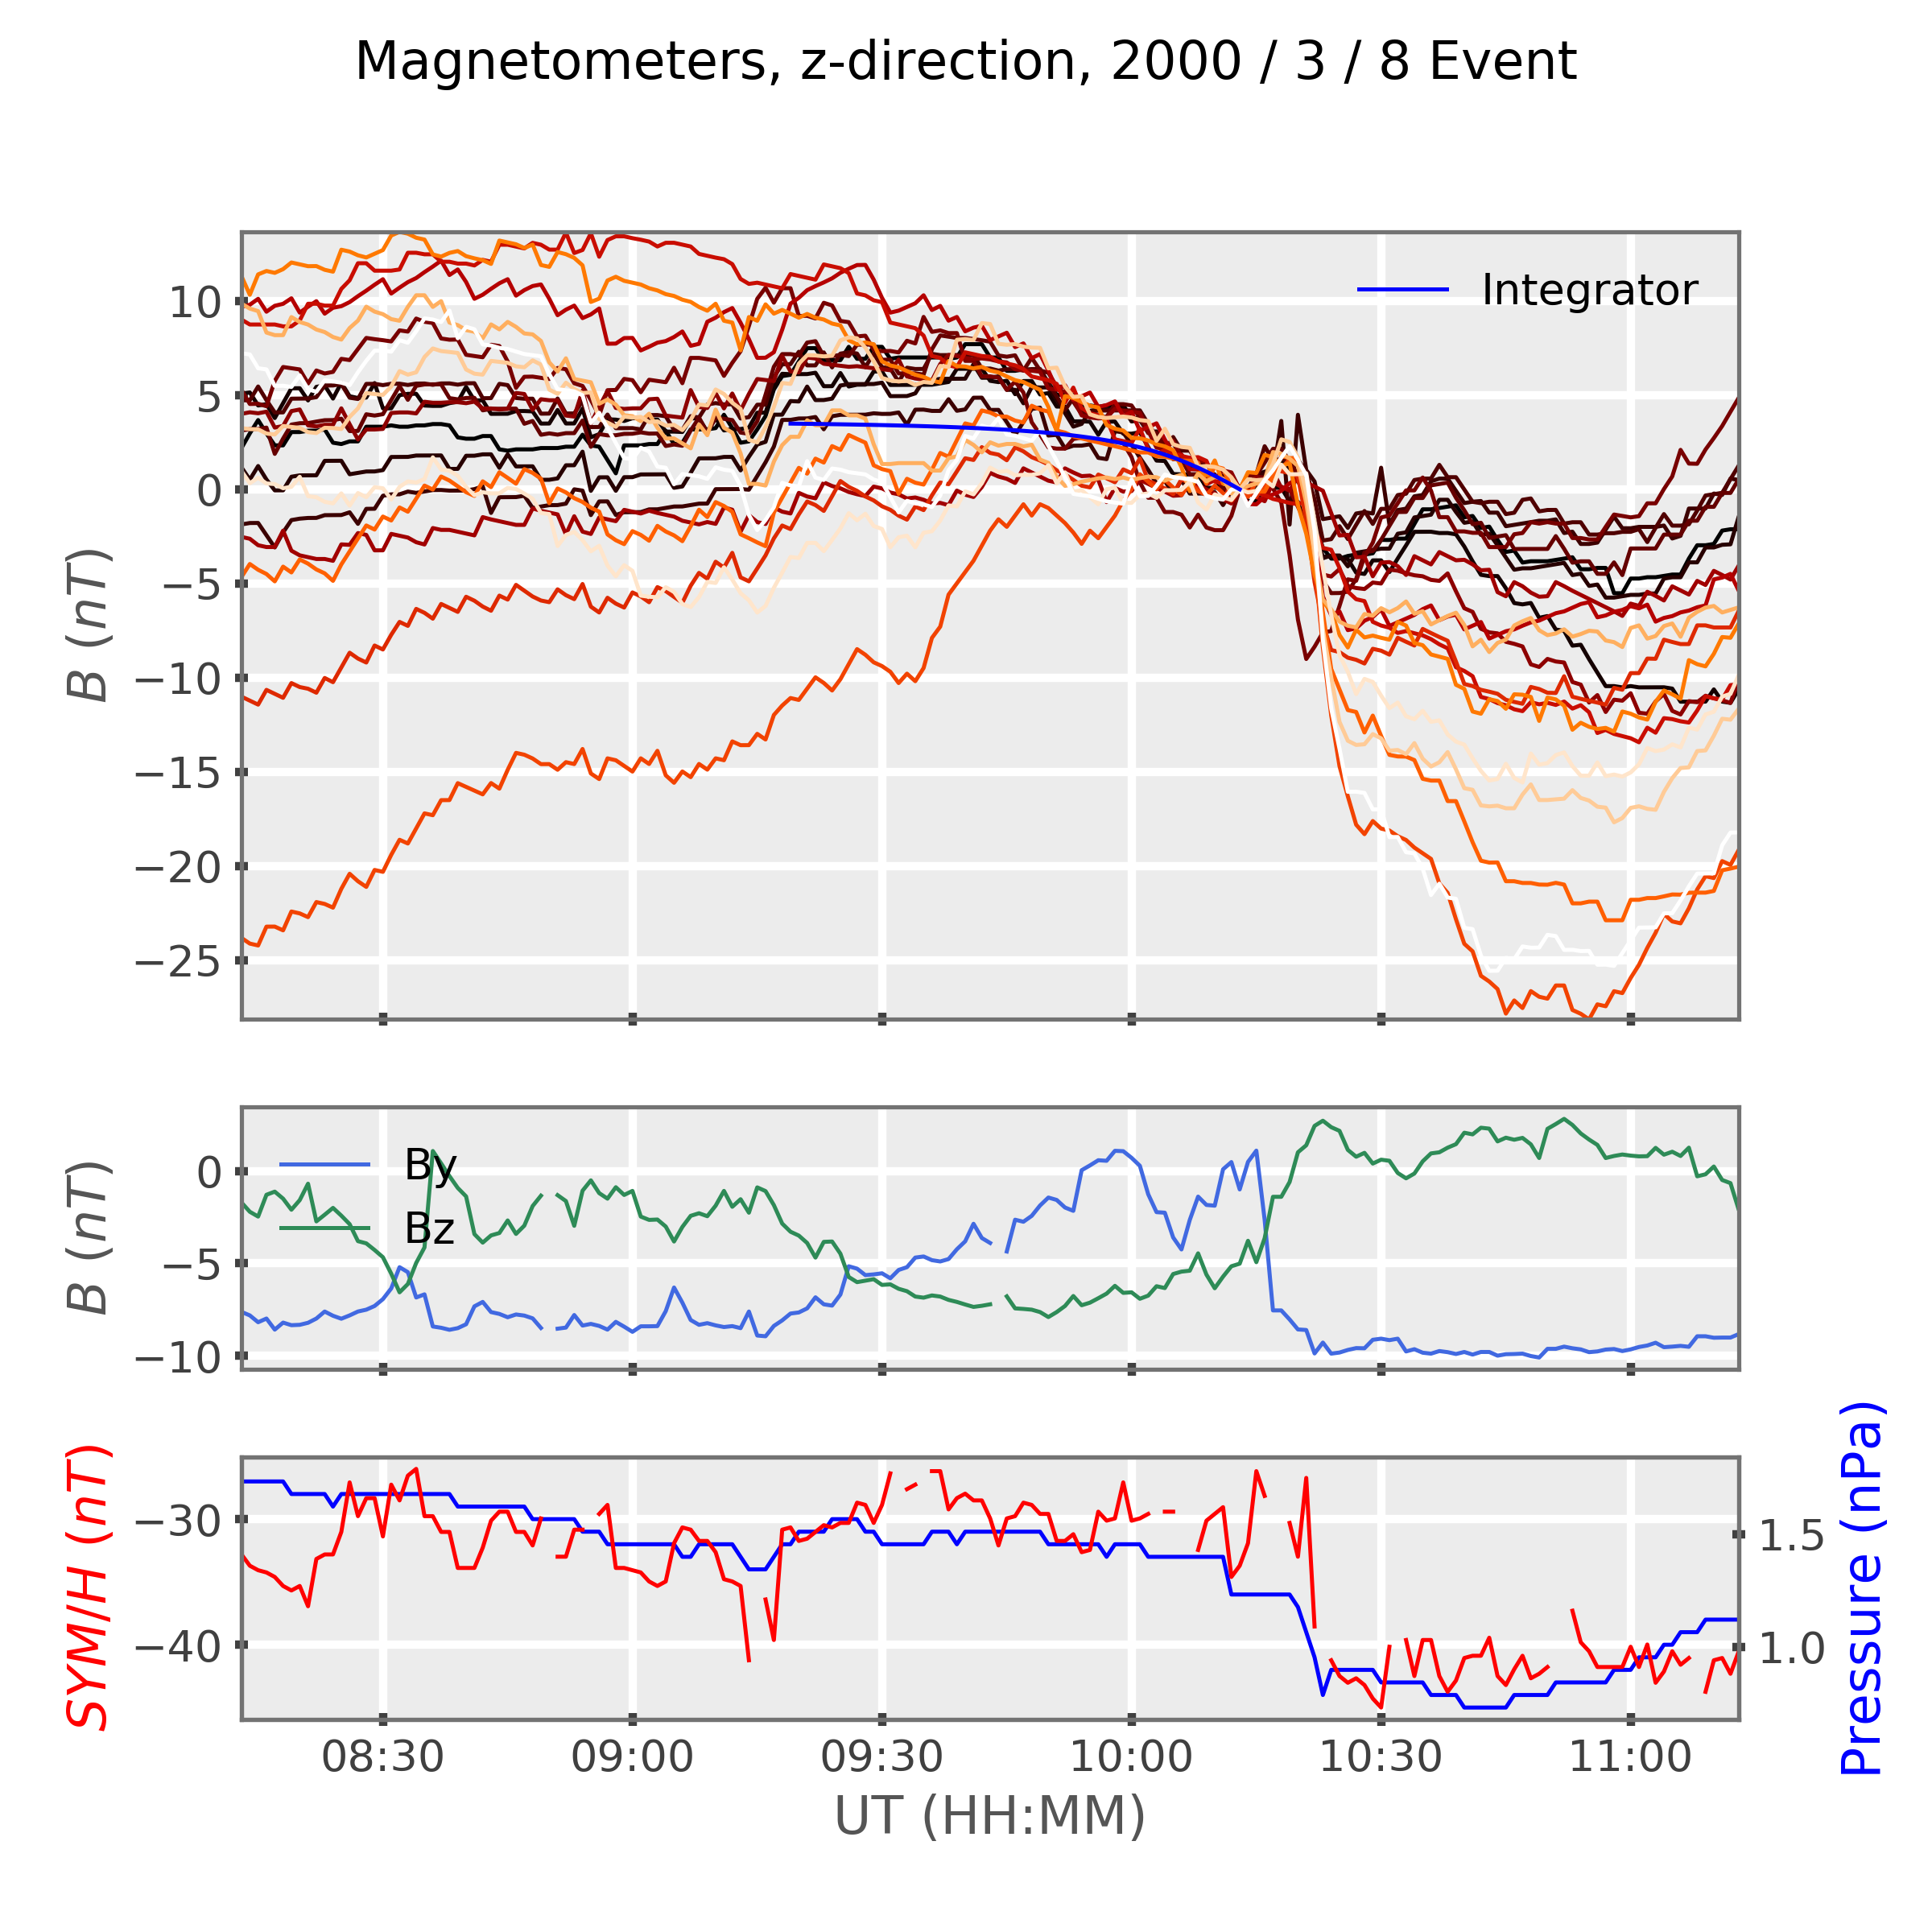 Magnetometers, z-direction, 2000 / 3 / 8 Event
B (nT)
10
5
0
−5
−10
−15
−20
−25
Integrator
B (nT)
0
−5
−10
By
Bz
SYM/H (nT)
−30
−40
1.5
1.0
Pressure (nPa)
08:30 09:00 09:30 10:00 10:30 11:00
UT (HH:MM)